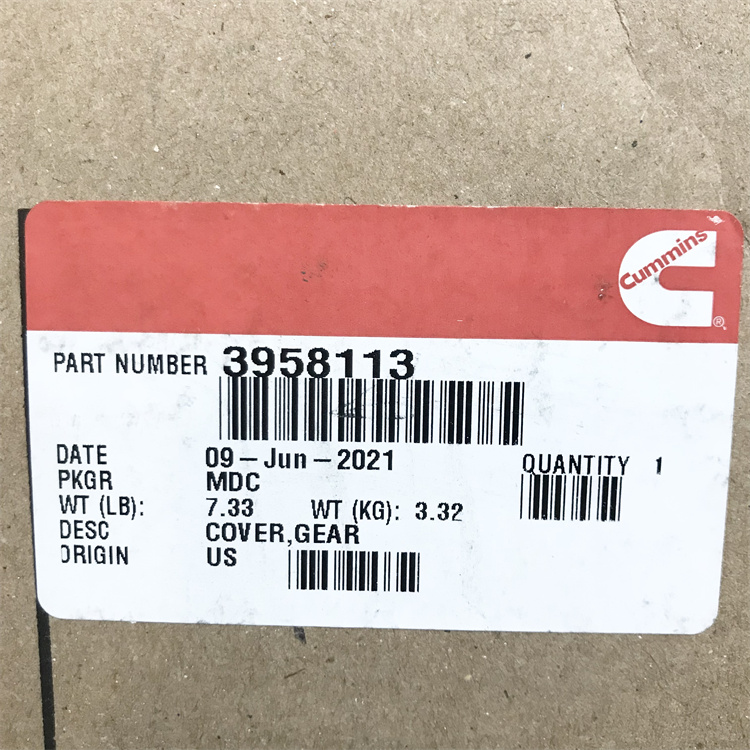 Cummins
®
PART NUMBER 3958113
DATE 09-Jun-2021
QUANTITY 1
PKGR MDC
WT (LB): 7.33 WT (KG): 3.32
DESC COVER,GEAR
ORIGIN US